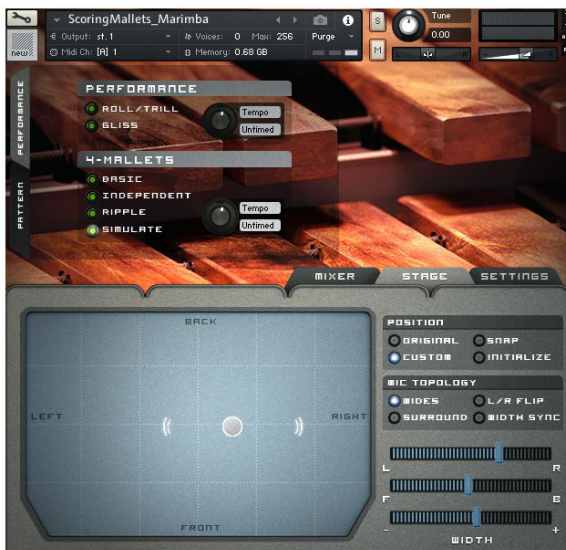 ScoringMallets_Marimba
Output: st. 1
Voices: 0 Max: 256
Purge
Midi Ch: [A] 1
Memory: 0.68 GB
new
S
M
Tune
0.00
L R
PERFORMANCE
PATTERN
PERFORMANCE
ROLL/TRILL
GLISS
Tempo
Untimed
4-MALLETS
BASIC
INDEPENDENT
RIPPLE
SIMULATE
Tempo
Untimed
MIXER
STAGE
SETTINGS
BACK
LEFT
RIGHT
FRONT
POSITION
ORIGINAL
SNAP
CUSTOM
INITIALIZE
MIC TOPOLOGY
WIDES
L/R FLIP
SURROUND
WIDTH SYNC
L R
F B
- +
WIDTH